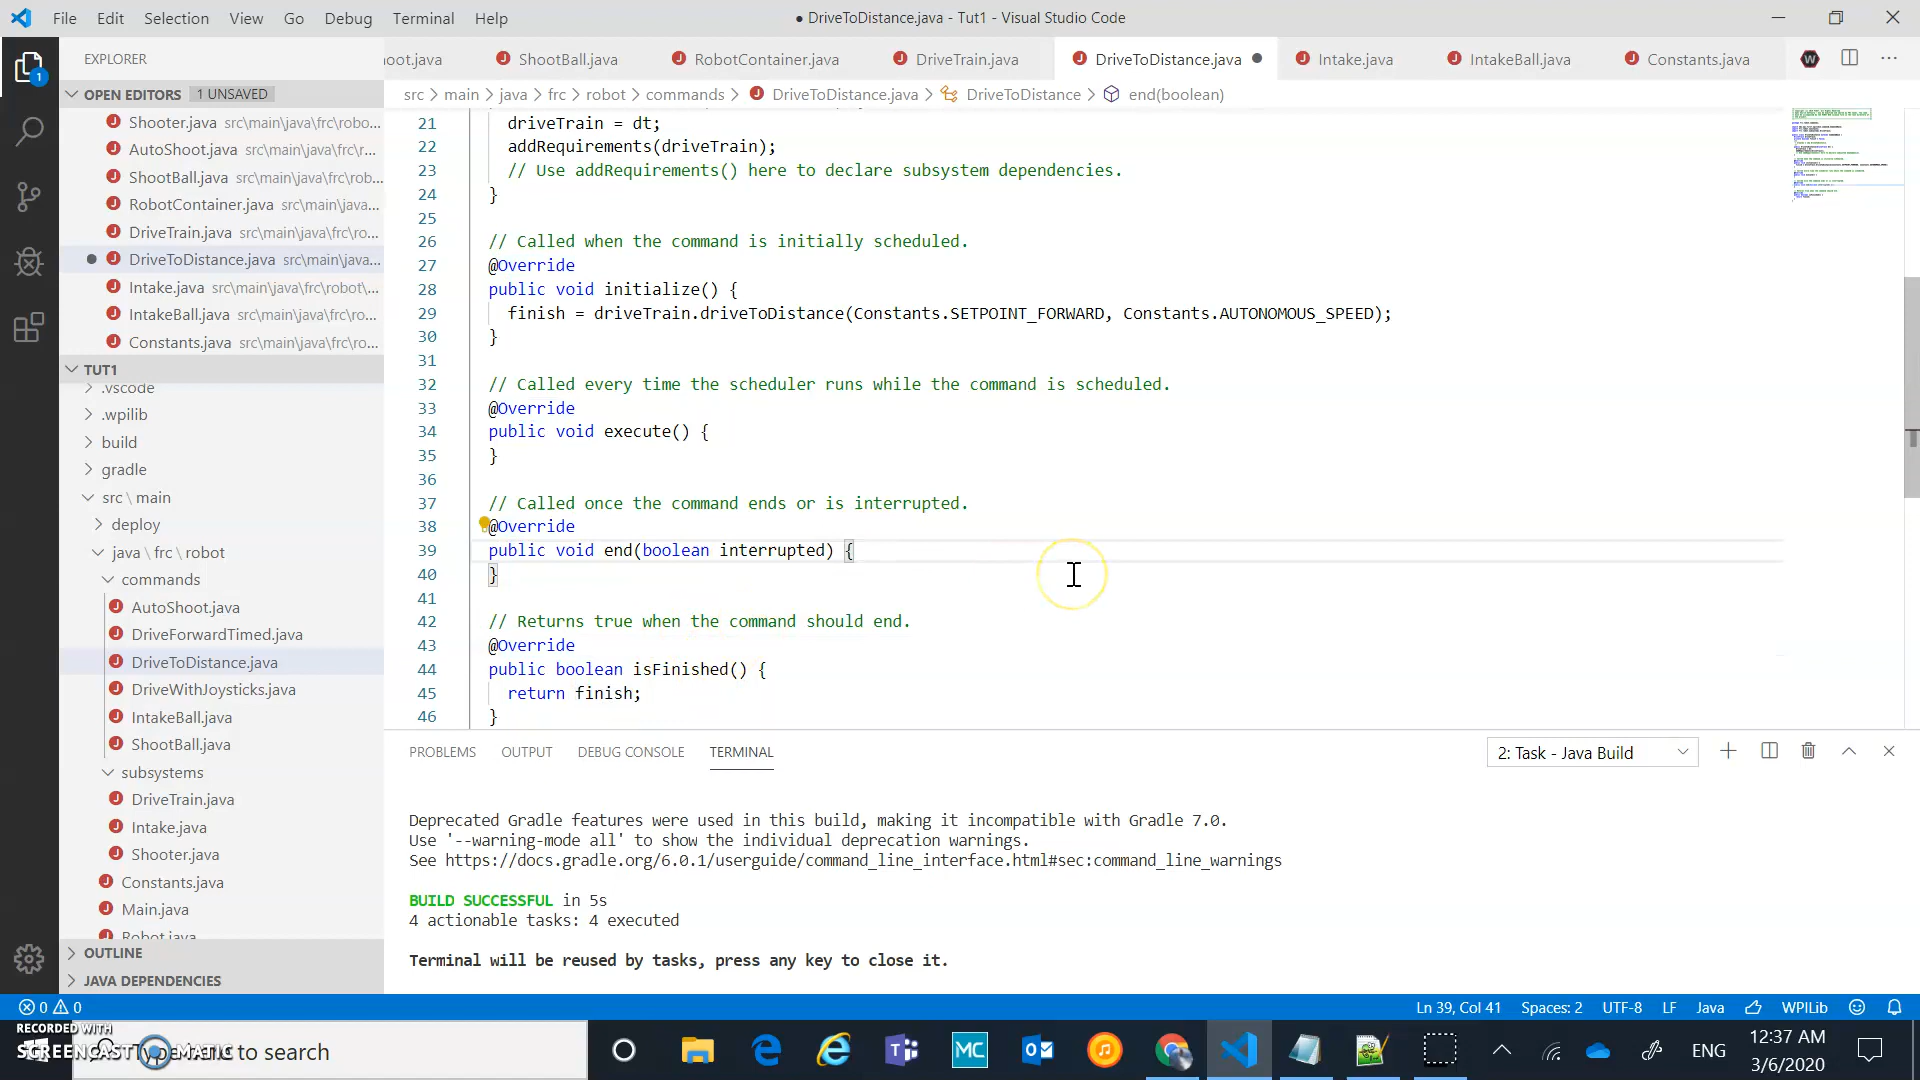 File Edit Selection View Go Debug Terminal Help
● DriveToDistance.java - Tut1 - Visual Studio Code
EXPLORER
oot.java ShootBall.java RobotContainer.java DriveTrain.java DriveToDistance.java Intake.java IntakeBall.java Constants.java
OPEN EDITORS 1 UNSAVED
src > main > java > frc > robot > commands > DriveToDistance.java > DriveToDistance > end(boolean)
Shooter.java src\main\java\frc\robo...
AutoShoot.java src\main\java\frc\r...
ShootBall.java src\main\java\frc\rob...
RobotContainer.java src\main\java...
DriveTrain.java src\main\java\frc\ro...
DriveToDistance.java src\main\java...
Intake.java src\main\java\frc\robot\...
IntakeBall.java src\main\java\frc\ro...
Constants.java src\main\java\frc\ro...
TUT1
.vscode
.wpilib
build
gradle
src \ main
deploy
java \ frc \ robot
commands
AutoShoot.java
DriveForwardTimed.java
DriveToDistance.java
DriveWithJoysticks.java
IntakeBall.java
ShootBall.java
subsystems
DriveTrain.java
Intake.java
Shooter.java
Constants.java
Main.java
Robot.java
OUTLINE
JAVA DEPENDENCIES
21 driveTrain = dt;
22 addRequirements(driveTrain);
23 // Use addRequirements() here to declare subsystem dependencies.
24 }
25
26 // Called when the command is initially scheduled.
27 @Override
28 public void initialize() {
29 finish = driveTrain.driveToDistance(Constants.SETPOINT_FORWARD, Constants.AUTONOMOUS_SPEED);
30 }
31
32 // Called every time the scheduler runs while the command is scheduled.
33 @Override
34 public void execute() {
35 }
36
37 // Called once the command ends or is interrupted.
38 @Override
39 public void end(boolean interrupted) {
40 }
41
42 // Returns true when the command should end.
43 @Override
44 public boolean isFinished() {
45 return finish;
46 }
PROBLEMS OUTPUT DEBUG CONSOLE TERMINAL 2: Task - Java Build
Deprecated Gradle features were used in this build, making it incompatible with Gradle 7.0.
Use '--warning-mode all' to show the individual deprecation warnings.
See https://docs.gradle.org/6.0.1/userguide/command_line_interface.html#sec:command_line_warnings
BUILD SUCCESSFUL in 5s
4 actionable tasks: 4 executed
Terminal will be reused by tasks, press any key to close it.
0 0 Ln 39, Col 41 Spaces: 2 UTF-8 LF Java WPILib
RECORDED WITH
SCREENCAST MATIC
Type here to search
ENG
12:37 AM
3/6/2020